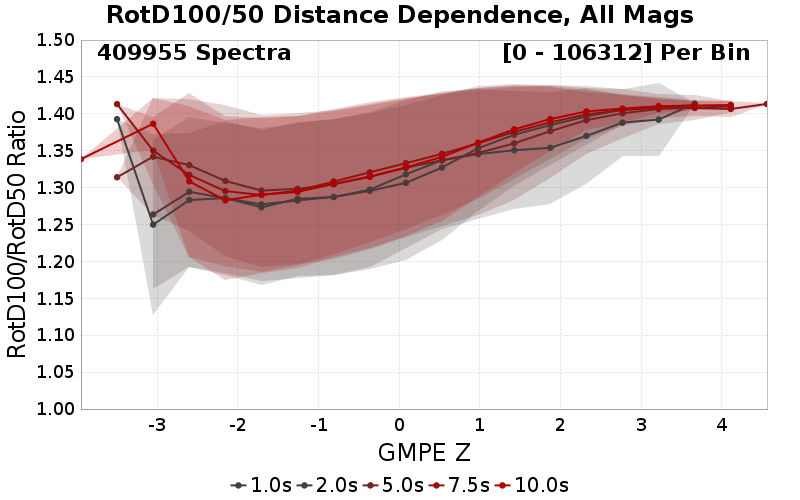 RotD100/50 Distance Dependence, All Mags
409955 Spectra
[0 - 106312] Per Bin
RotD100/RotD50 Ratio
1.50
1.45
1.40
1.35
1.30
1.25
1.20
1.15
1.10
1.05
1.00
-3 -2 -1 0 1 2 3 4
GMPE Z
1.0s 2.0s 5.0s 7.5s 10.0s